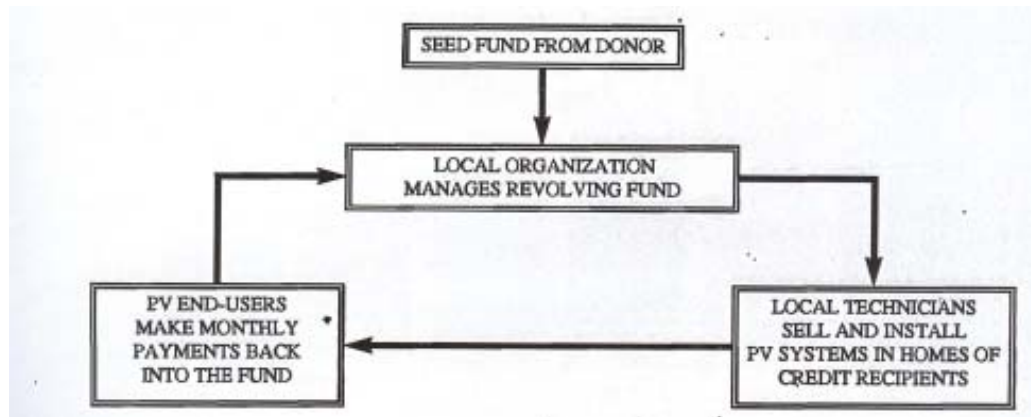 SEED FUND FROM DONOR
LOCAL ORGANIZATION
MANAGES REVOLVING FUND
PV END-USERS
MAKE MONTHLY
PAYMENTS BACK
INTO THE FUND
LOCAL TECHNICIANS
SELL AND INSTALL
PV SYSTEMS IN HOMES OF
CREDIT RECIPIENTS